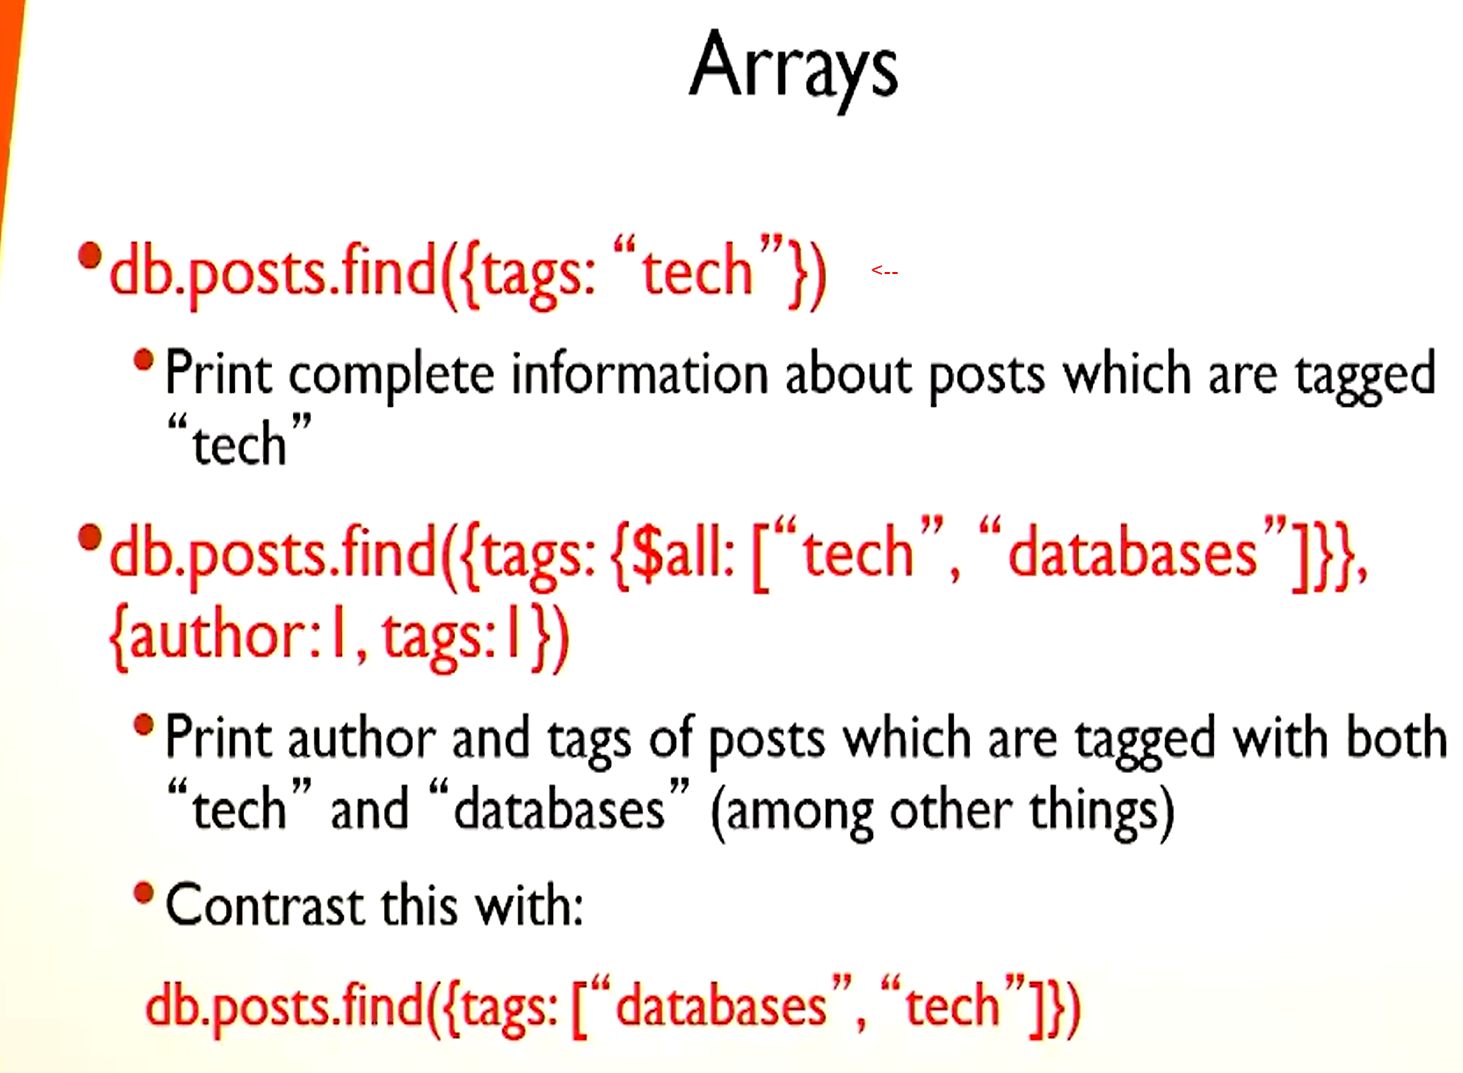 Arrays
•db.posts.find({tags: “tech”}) <--
•Print complete information about posts which are tagged
“tech”
•db.posts.find({tags: {$all: [“tech”, “databases”]}},
{author:1, tags:1})
•Print author and tags of posts which are tagged with both
“tech” and “databases” (among other things)
•Contrast this with:
db.posts.find({tags: [“databases”, “tech”]})